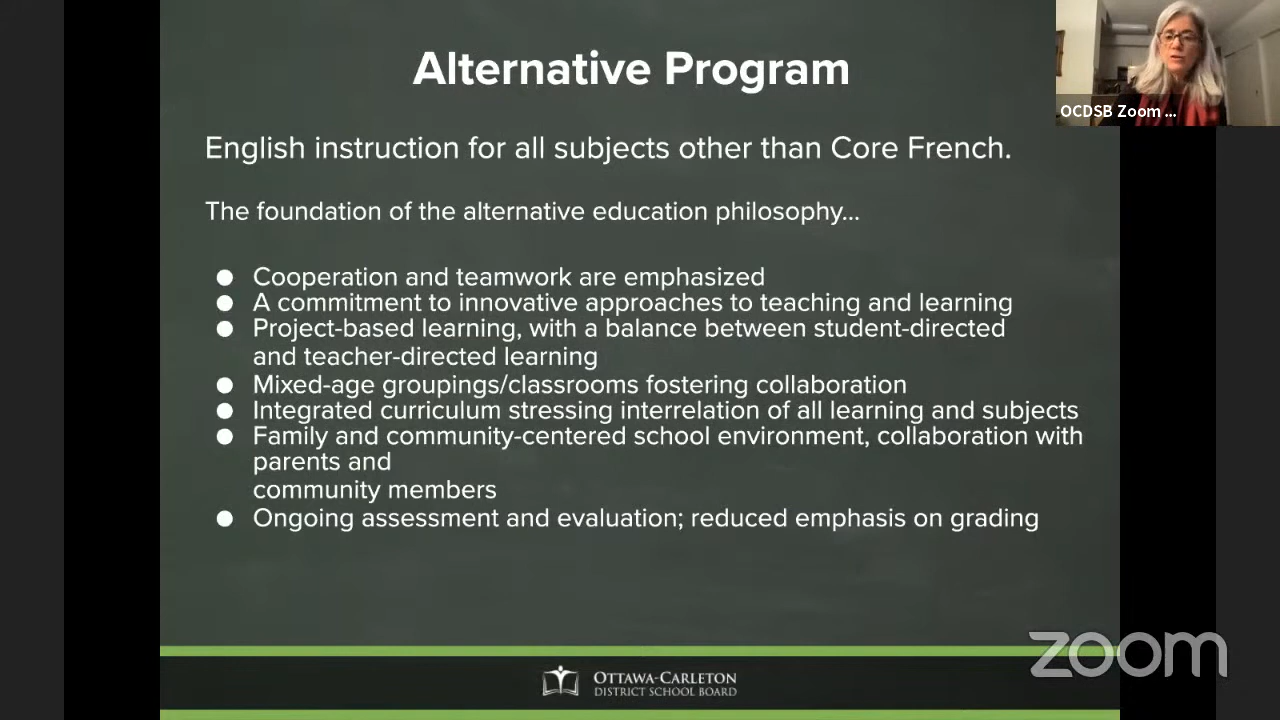 Alternative Program
OCDSB Zoom ...
English instruction for all subjects other than Core French.
The foundation of the alternative education philosophy...
● Cooperation and teamwork are emphasized
● A commitment to innovative approaches to teaching and learning
● Project-based learning, with a balance between student-directed
and teacher-directed learning
● Mixed-age groupings/classrooms fostering collaboration
● Integrated curriculum stressing interrelation of all learning and subjects
● Family and community-centered school environment, collaboration with
parents and
community members
● Ongoing assessment and evaluation; reduced emphasis on grading
zoom
OTTAWA-CARLETON
DISTRICT SCHOOL BOARD